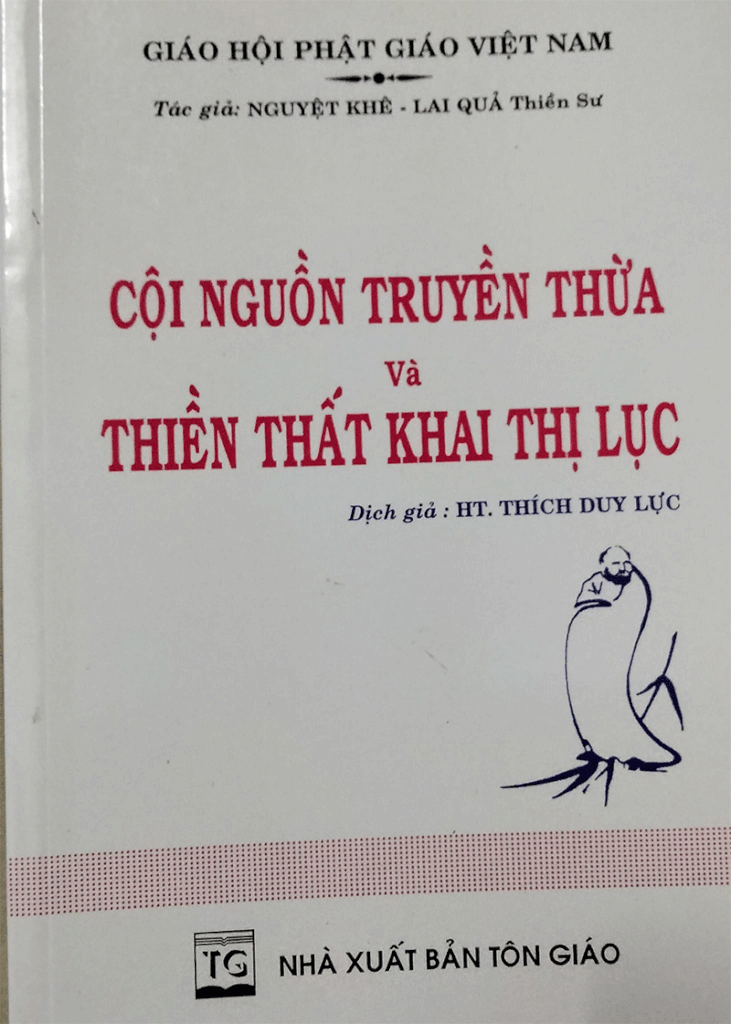 GIÁO HỘI PHẬT GIÁO VIỆT NAM
Tác giả: NGUYỆT KHÊ - LAI QUẢ Thiền Sư
CỘI NGUỒN TRUYỀN THỪA
Và
THIỀN THẤT KHAI THỊ LỤC
Dịch giả : HT. THÍCH DUY LỰC
TG
NHÀ XUẤT BẢN TÔN GIÁO